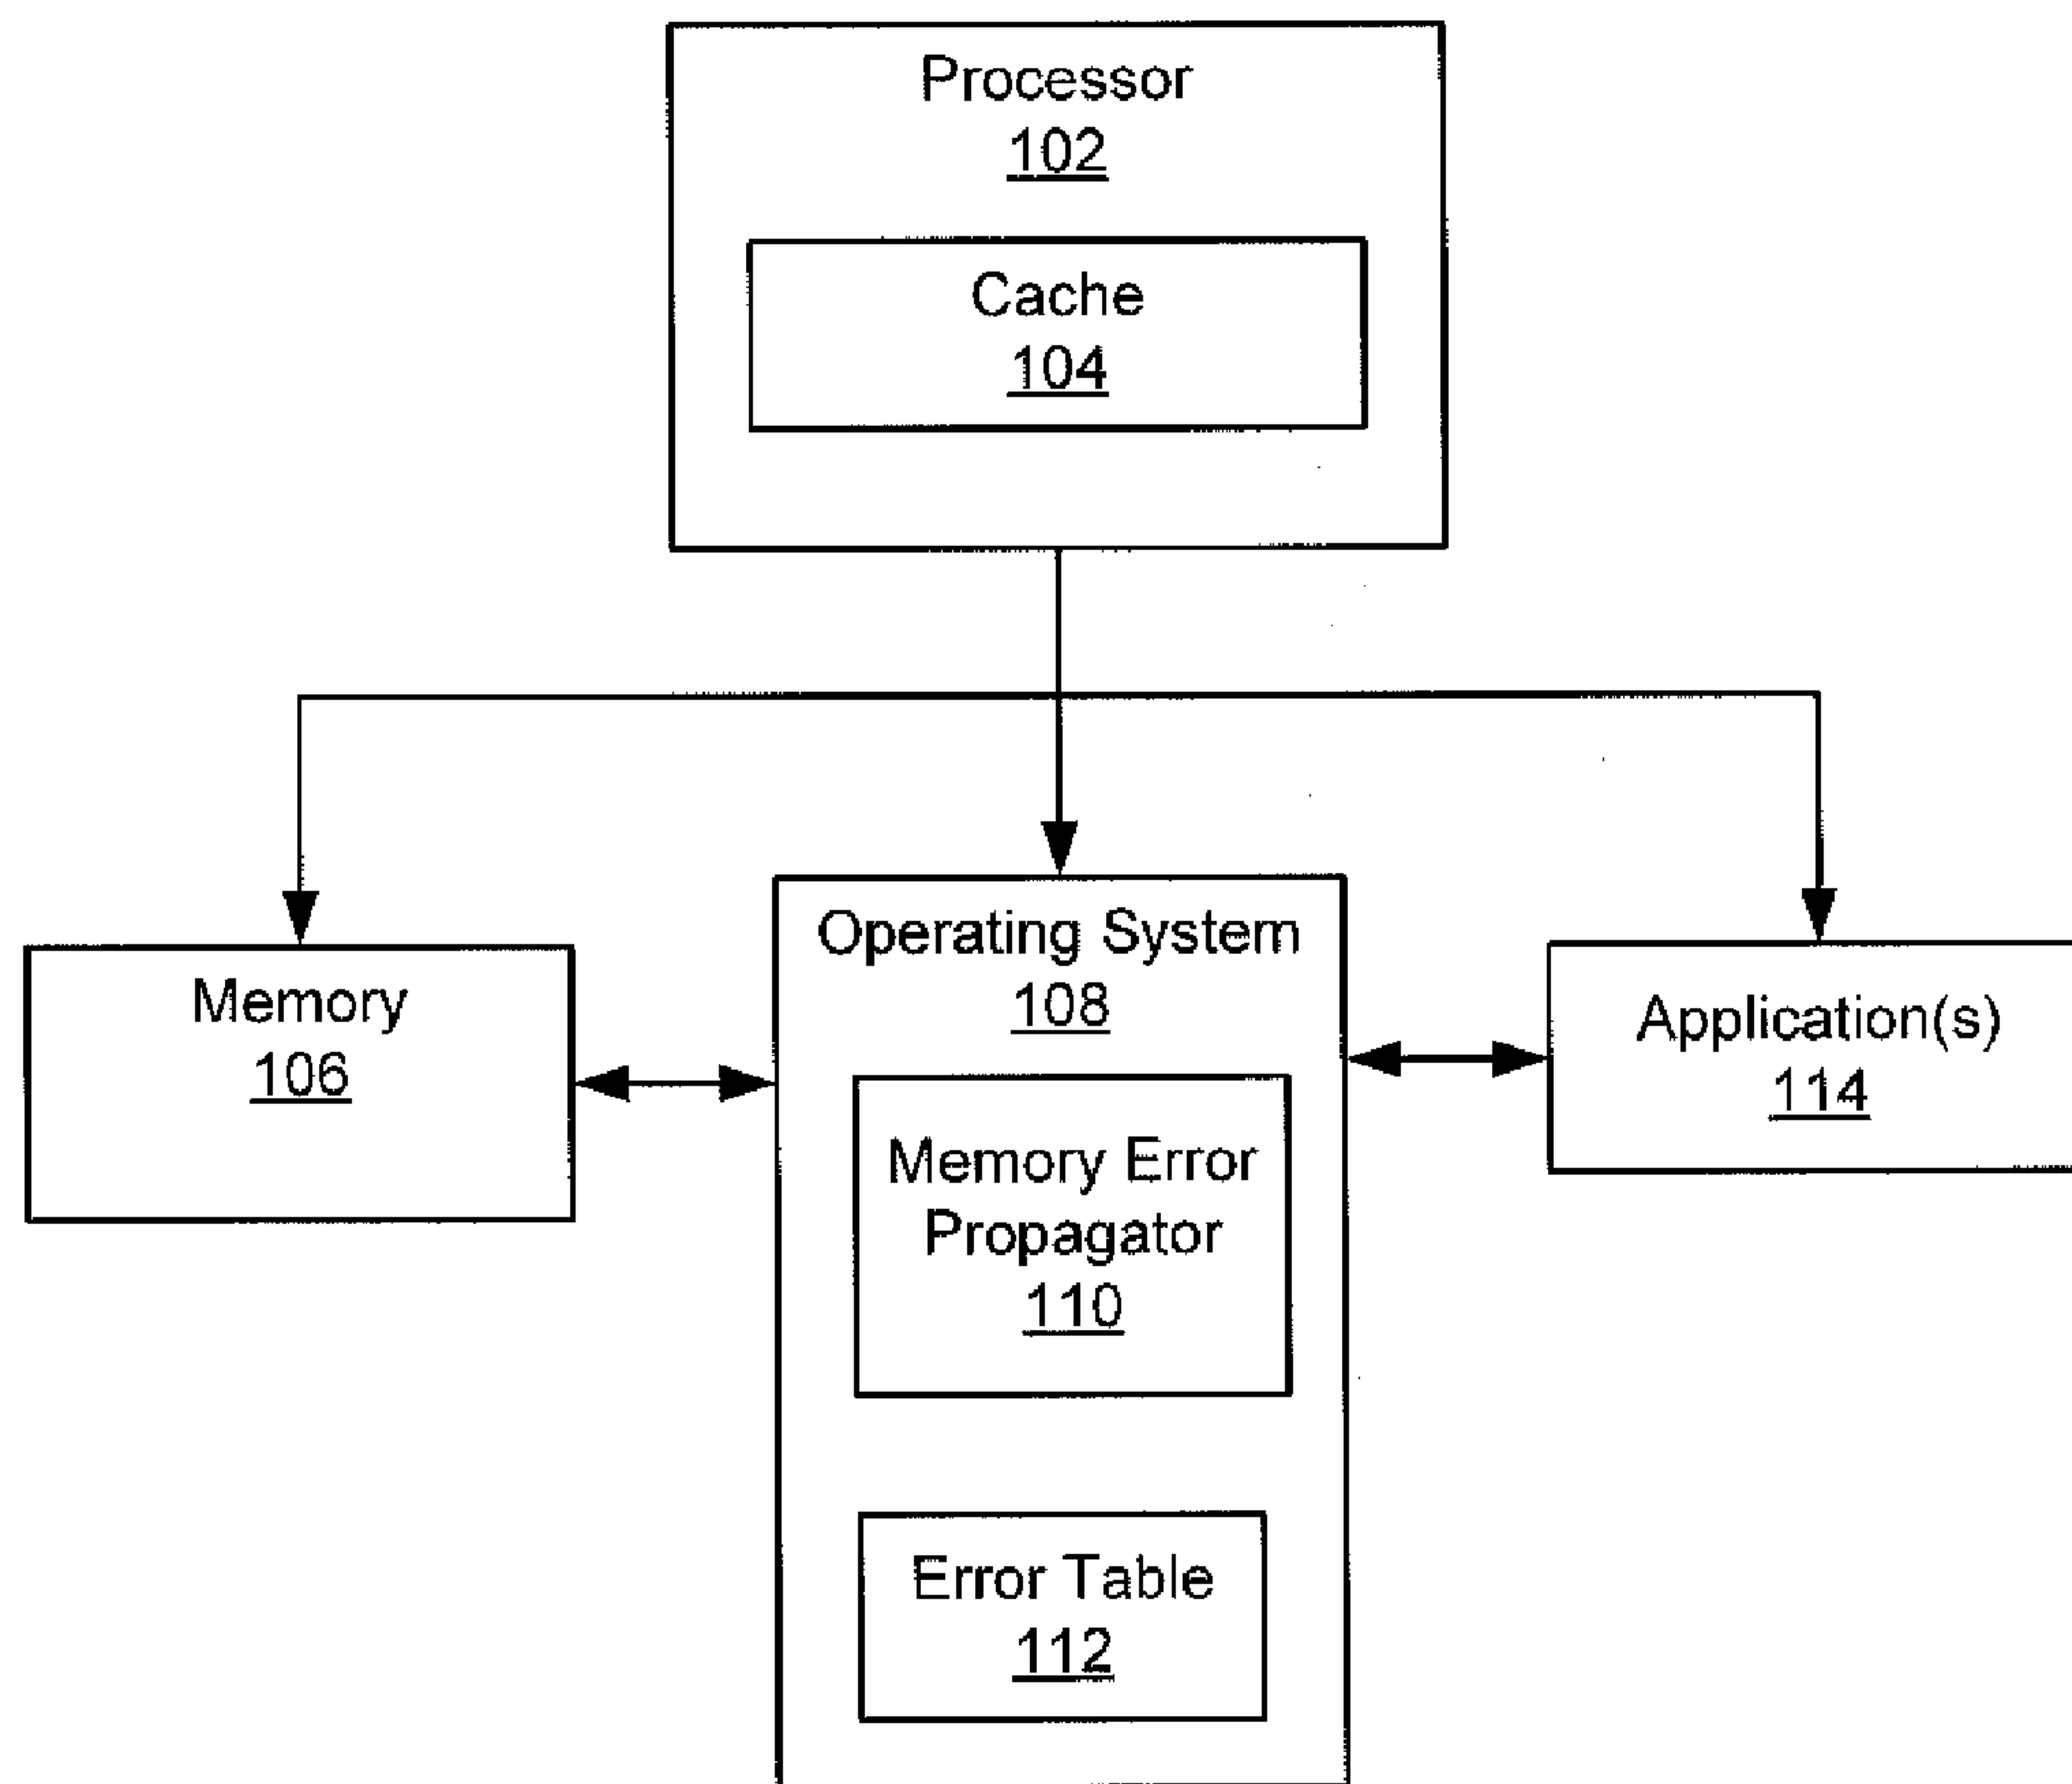 Processor
102
Cache
104
Operating System
108
Memory
106
Application(s)
114
Memory Error
Propagator
110
Error Table
112